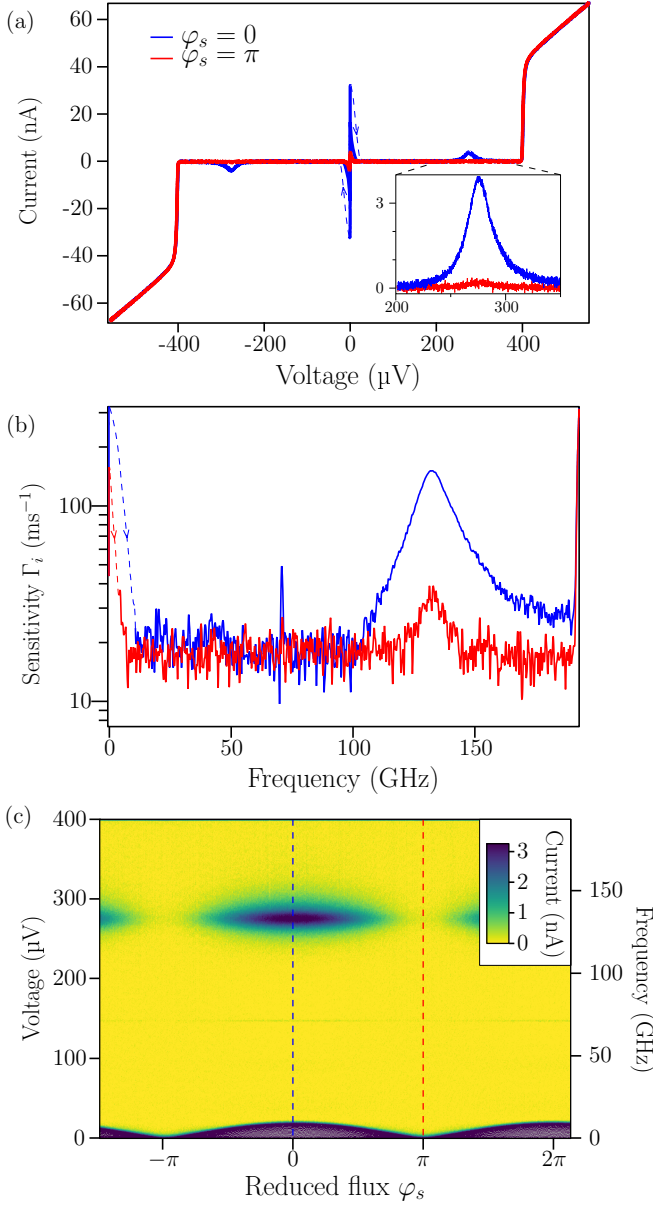 (a)
60
40
20
0
-20
-40
-60
Current (nA)
φₛ = 0
φₛ = π
3
0
200
300
-400
-200
0
200
400
Voltage (µV)
(b)
100
10
Sensitivity Γᵢ (ms⁻¹)
0
50
100
150
Frequency (GHz)
(c)
400
300
200
100
0
Voltage (µV)
3
2
1
0
Current (nA)
150
100
50
0
Frequency (GHz)
−π
0
π
2π
Reduced flux φₛ